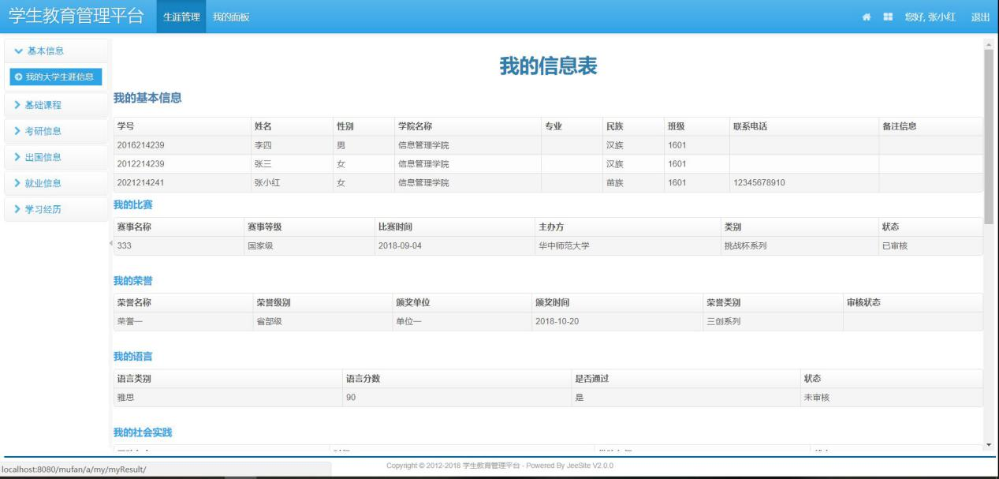 学生教育管理平台 生涯管理 我的面板 您好, 张小红 退出
基本信息
我的大学生涯信息
基础课程
考研信息
出国信息
就业信息
学习经历
我的信息表
我的基本信息
学号 姓名 性别 学院名称 专业 民族 班级 联系电话 备注信息
2016214239 李四 男 信息管理学院 汉族 1601
2012214239 张三 女 信息管理学院 汉族 1601
2021214241 张小红 女 信息管理学院 苗族 1601 12345678910
我的比赛
赛事名称 赛事等级 比赛时间 主办方 类别 状态
333 国家级 2018-09-04 华中师范大学 挑战杯系列 已审核
我的荣誉
荣誉名称 荣誉级别 颁奖单位 颁奖时间 荣誉类别 审核状态
荣誉一 省部级 单位一 2018-10-20 三创系列
我的语言
语言类别 语言分数 是否通过 状态
雅思 90 是 未审核
我的社会实践
Copyright © 2012-2018 学生教育管理平台 - Powered By JeeSite V2.0.0
localhost:8080/mufan/a/my/myResult/